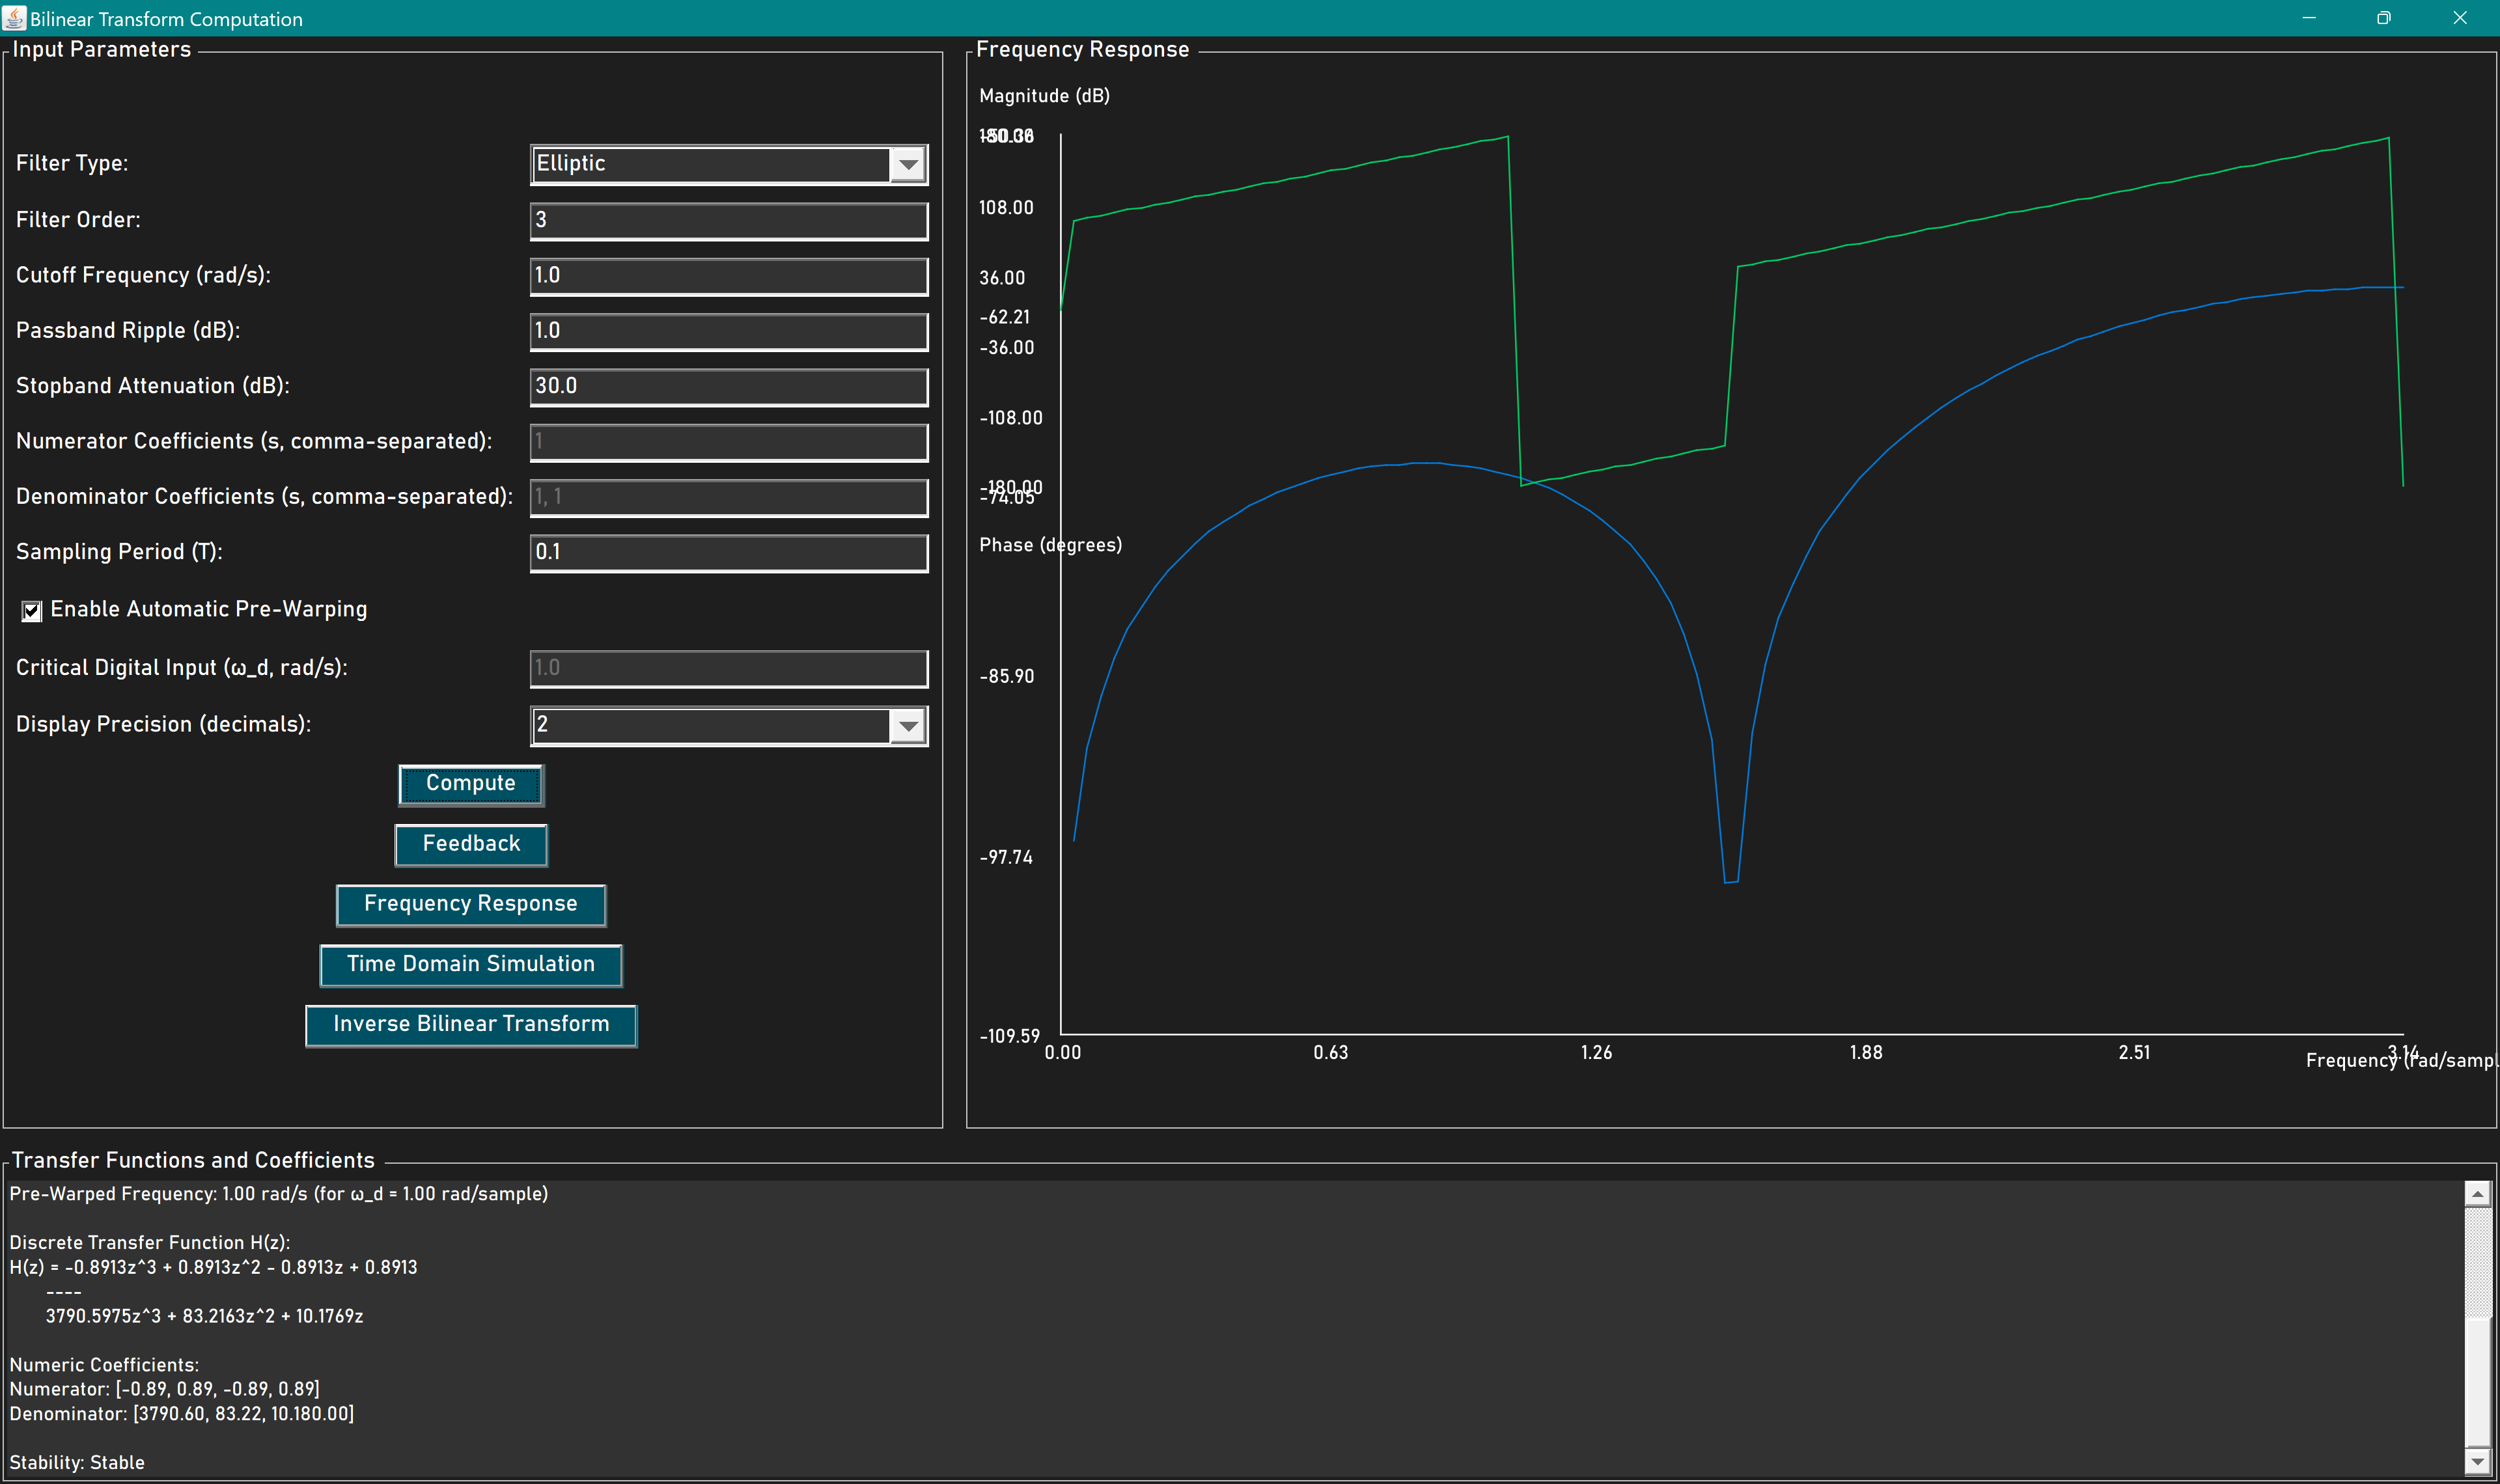 Bilinear Transform Computation
Input Parameters
Filter Type:
Elliptic
Filter Order:
3
Cutoff Frequency (rad/s):
1.0
Passband Ripple (dB):
1.0
Stopband Attenuation (dB):
30.0
Numerator Coefficients (s, comma-separated):
1
Denominator Coefficients (s, comma-separated):
1, 1
Sampling Period (T):
0.1
Enable Automatic Pre-Warping
Critical Digital Input (ω_d, rad/s):
1.0
Display Precision (decimals):
2
Compute
Feedback
Frequency Response
Time Domain Simulation
Inverse Bilinear Transform
Frequency Response
Magnitude (dB)
108.00
36.00
-62.21
-36.00
-108.00
-180.00
-74.05
Phase (degrees)
-85.90
-97.74
-109.59
0.00
0.63
1.26
1.88
2.51
3.14
Frequency (rad/sampl
Transfer Functions and Coefficients
Pre-Warped Frequency: 1.00 rad/s (for ω_d = 1.00 rad/sample)
Discrete Transfer Function H(z):
H(z) = -0.8913z^3 + 0.8913z^2 - 0.8913z + 0.8913
----
3790.5975z^3 + 83.2163z^2 + 10.1769z
Numeric Coefficients:
Numerator: [-0.89, 0.89, -0.89, 0.89]
Denominator: [3790.60, 83.22, 10.180.00]
Stability: Stable